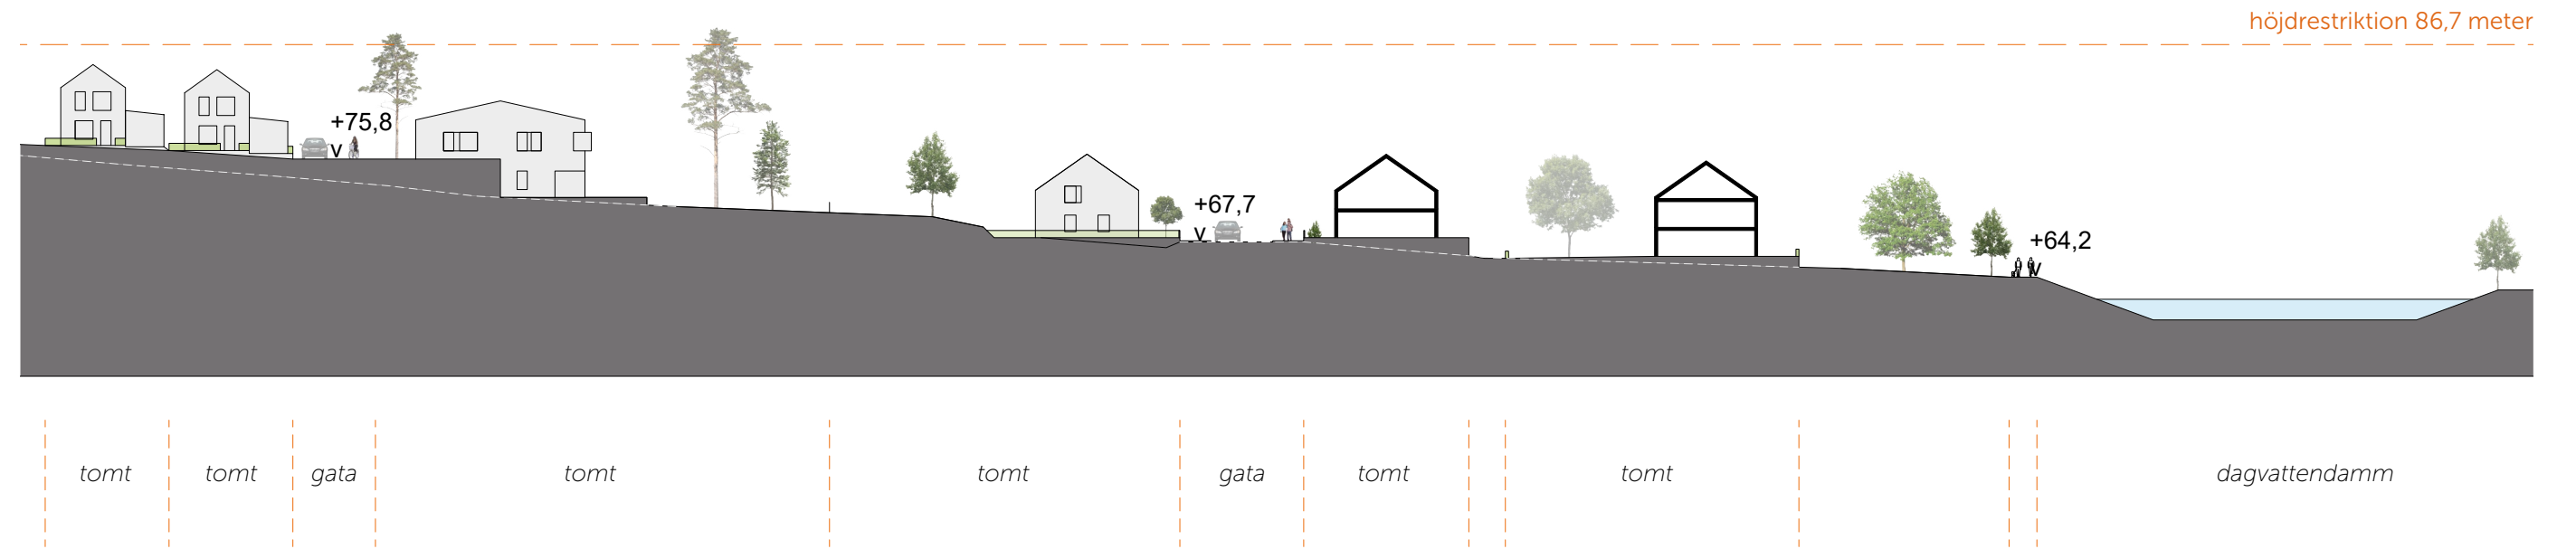 höjdrestriktion 86,7 meter
+75,8
v
+67,7
v
+64,2
v
tomt
tomt
gata
tomt
tomt
gata
tomt
tomt
dagvattendamm